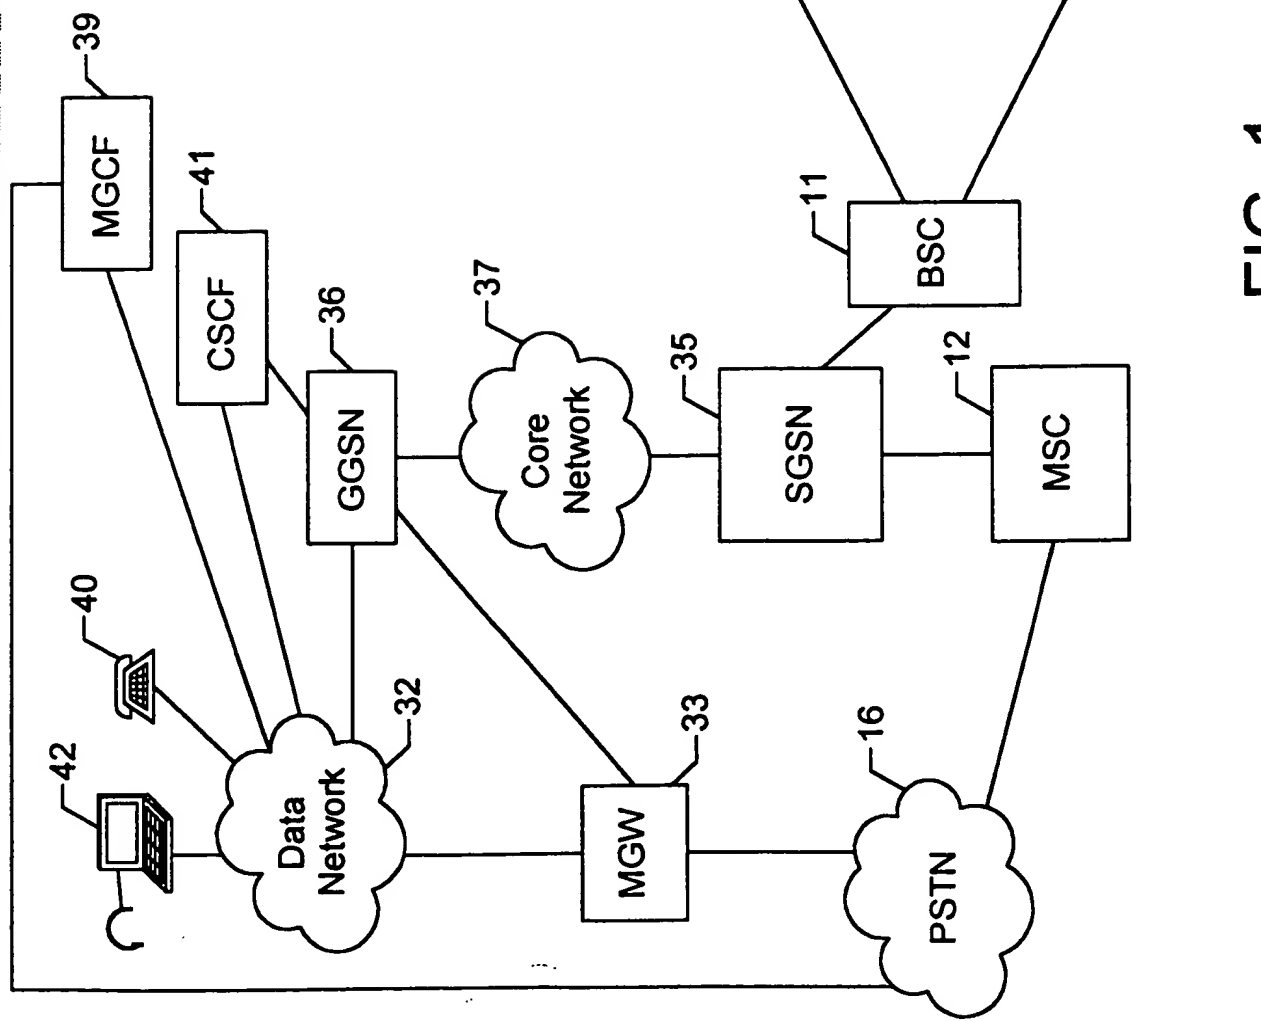 39
MGCF
41
CSCF
36
GGSN
40
42
Data
Network
32
37
Core
Network
33
MGW
35
SGSN
11
BSC
12
MSC
16
PSTN